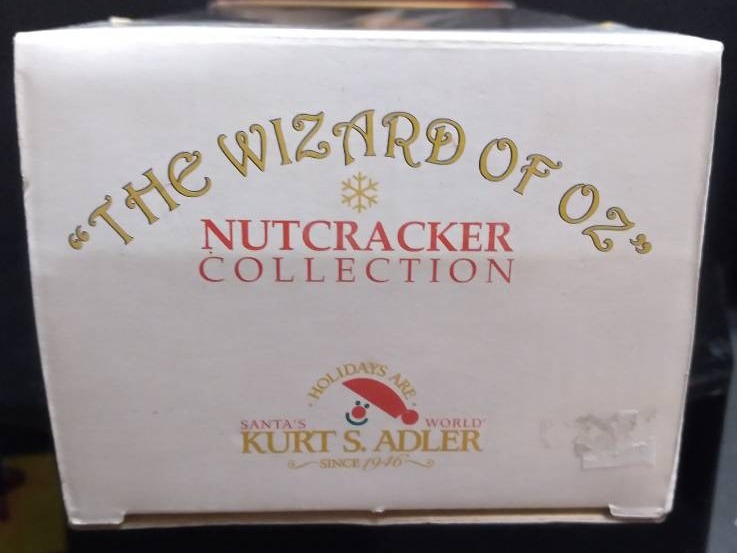 "THE WIZARD OF OZ"
NUTCRACKER
COLLECTION
·HOLIDAYS ARE·
SANTA'S WORLD
KURT S. ADLER
SINCE 1946